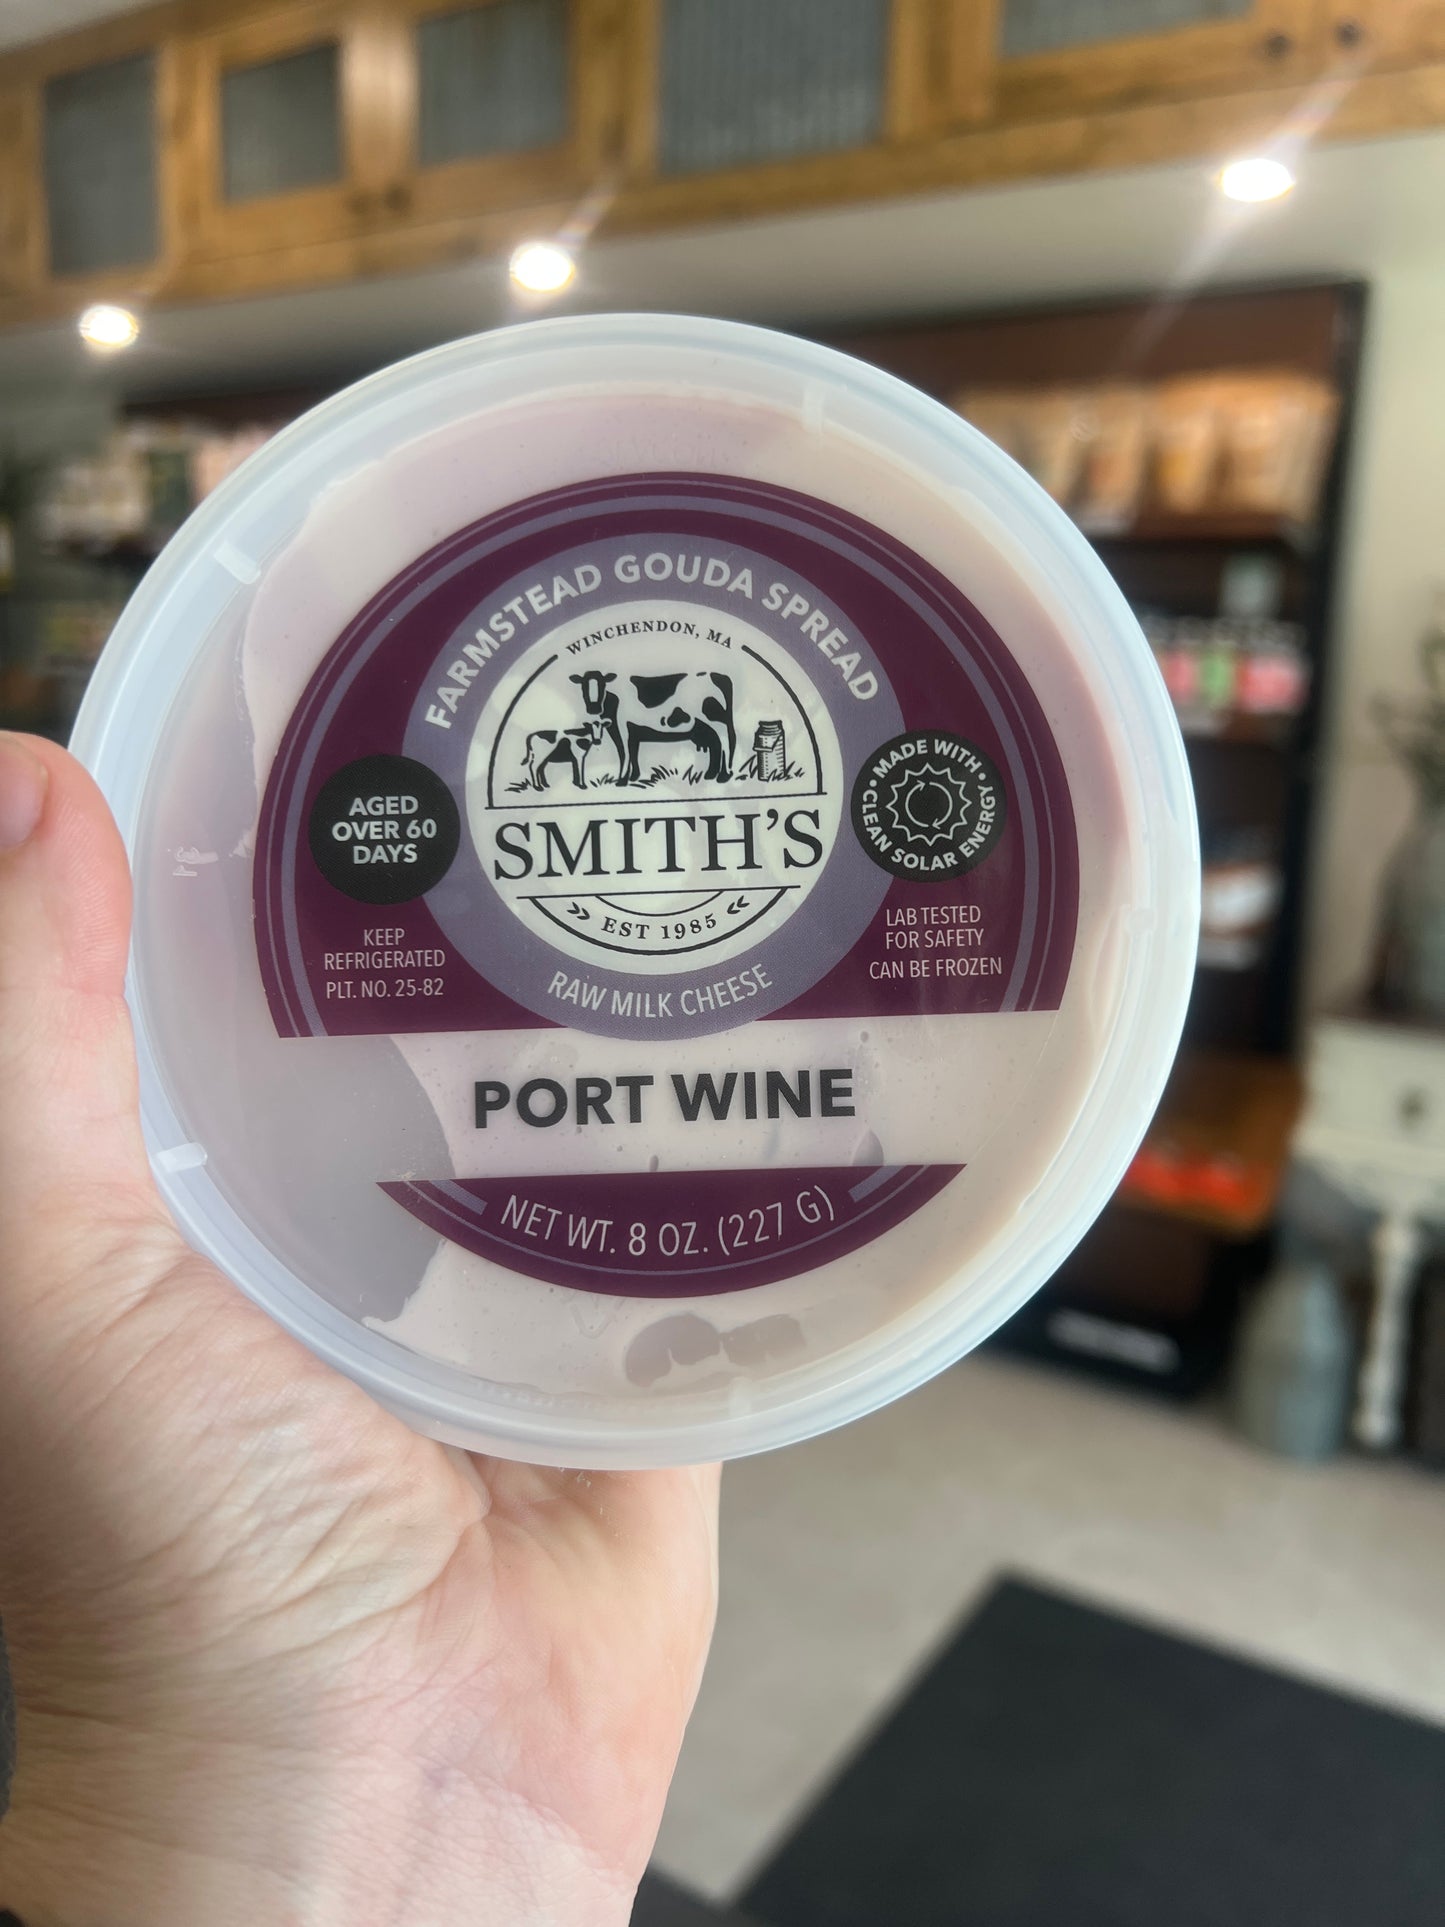 FARMSTEAD GOUDA SPREAD
WINCHENDON, MA
SMITH'S
EST 1985
RAW MILK CHEESE
AGED
OVER 60
DAYS
KEEP
REFRIGERATED
PLT. NO. 25-82
• MADE WITH •
CLEAN SOLAR ENERGY
LAB TESTED
FOR SAFETY
CAN BE FROZEN
PORT WINE
NET WT. 8 OZ. (227 G)